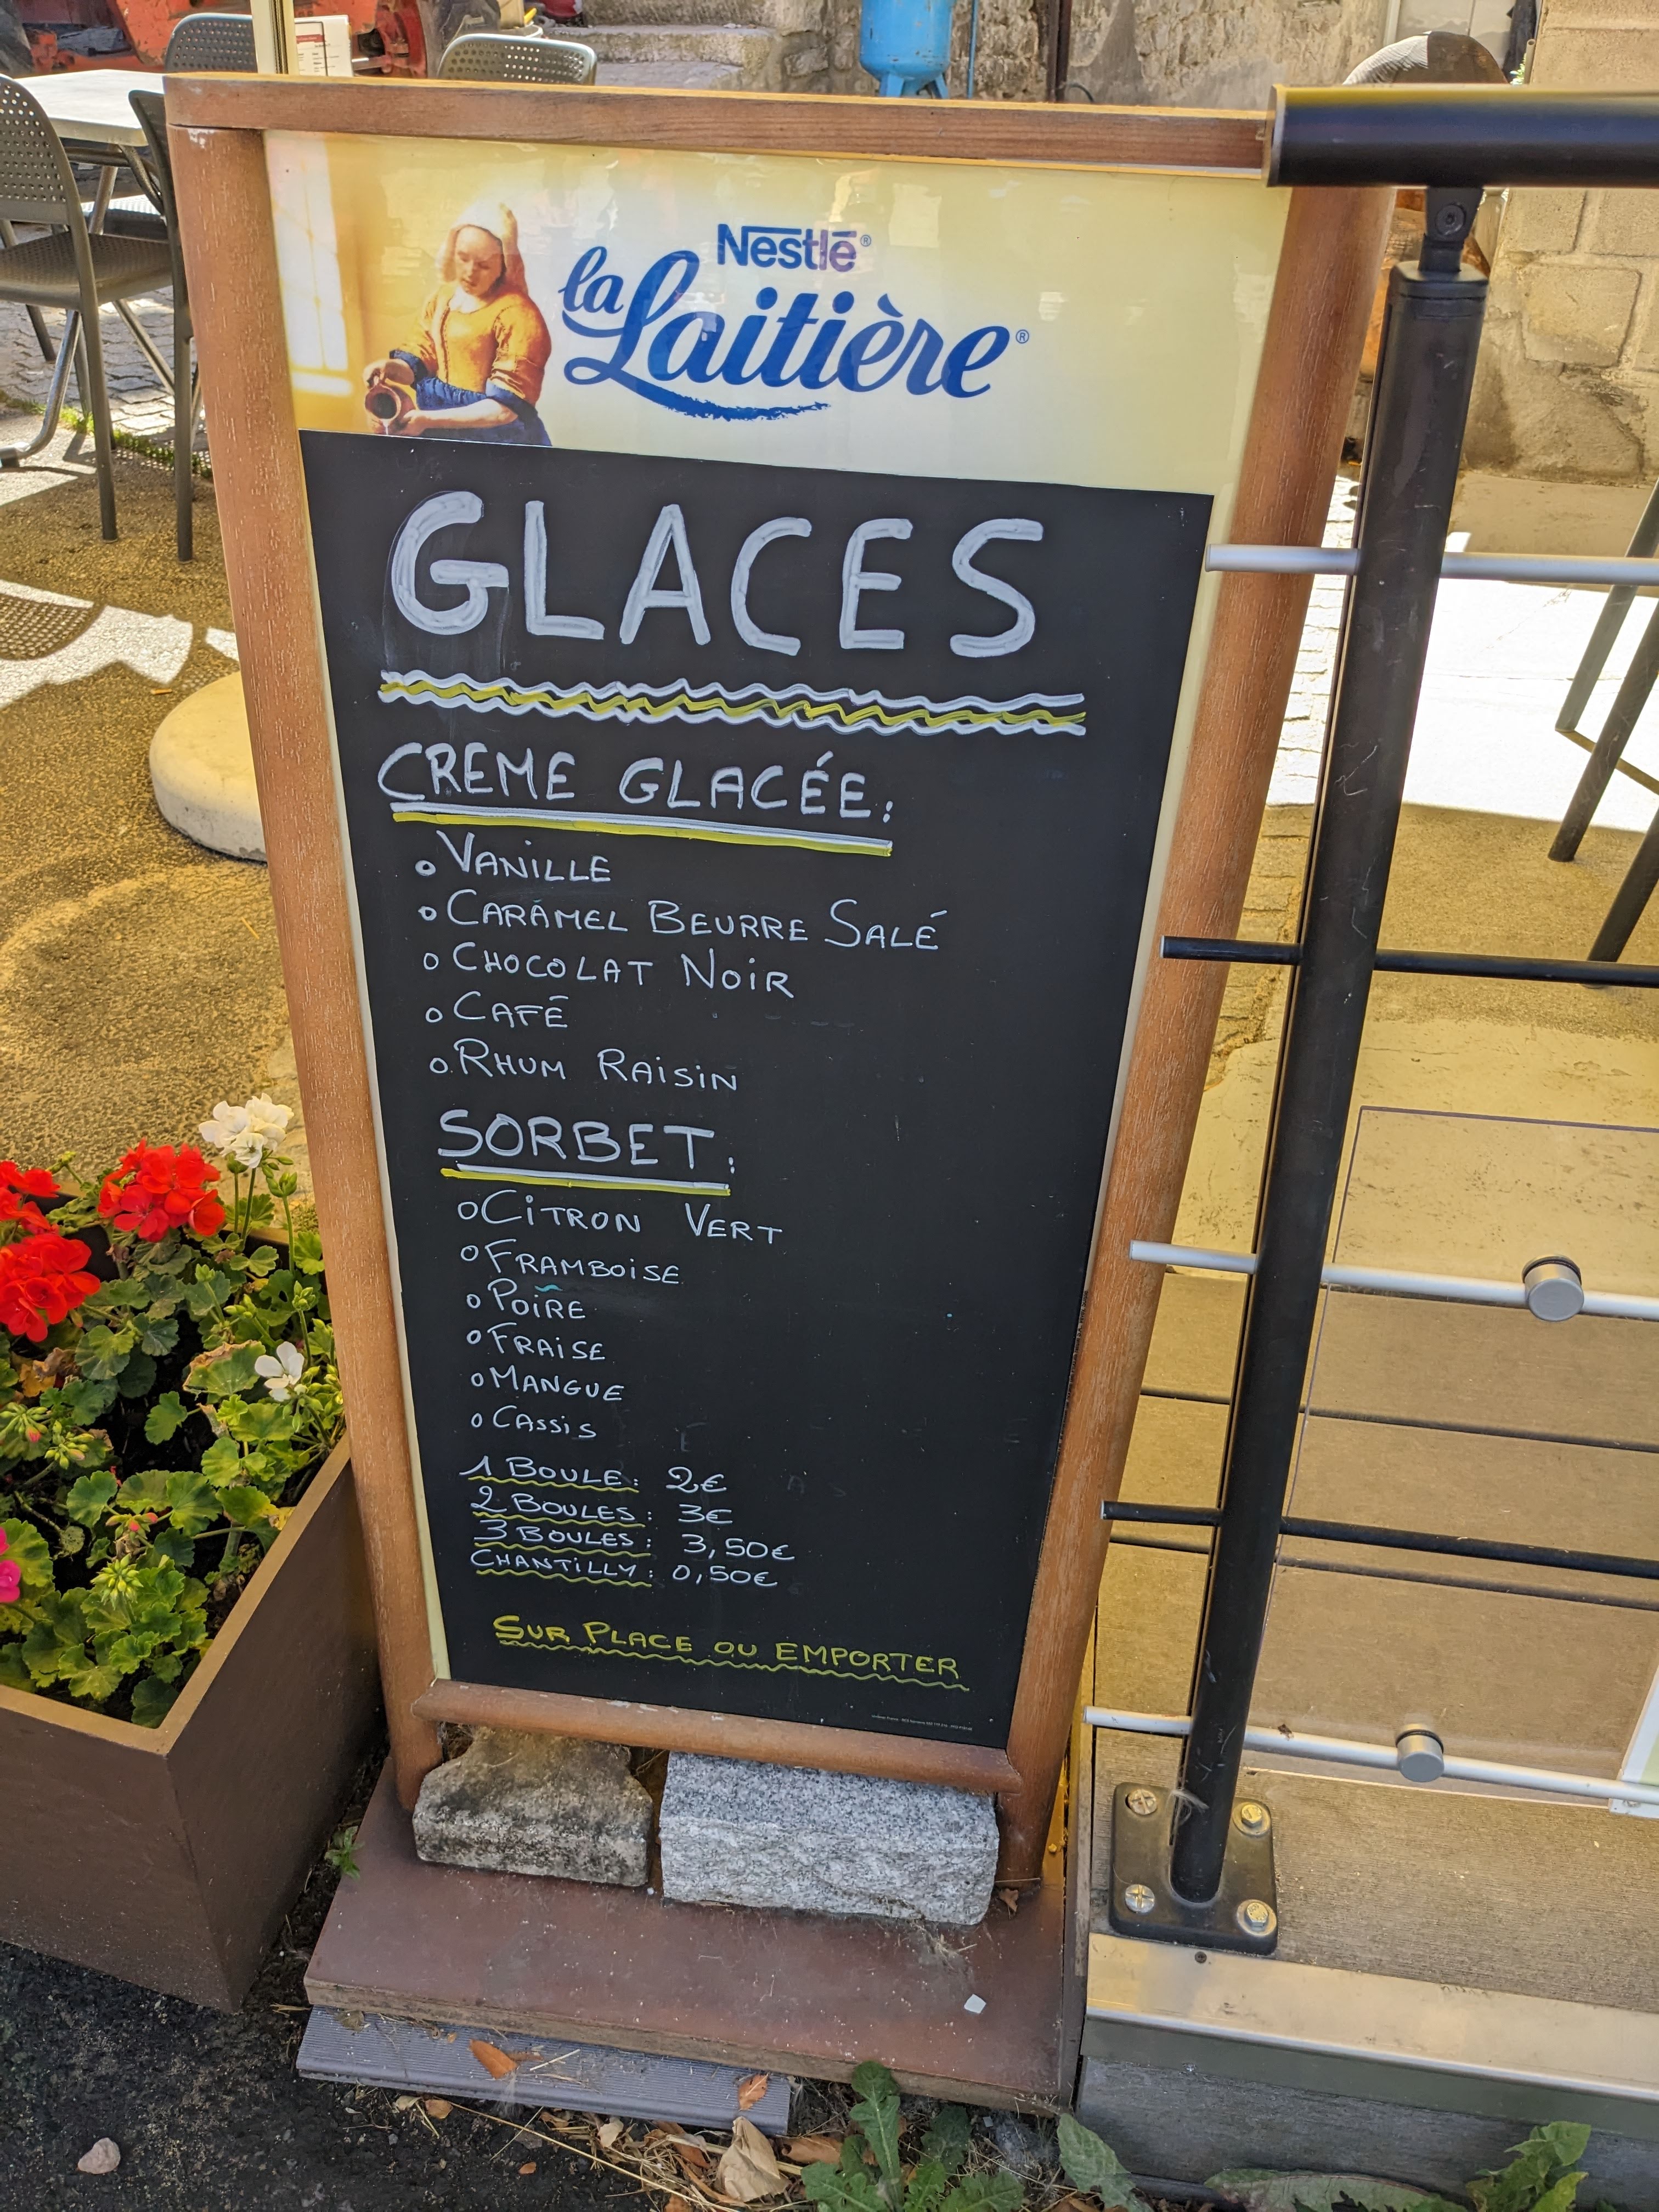 Nestlé®
la Laitière®
GLACES
CREME GLACÉE:
VANILLE
CARAMEL BEURRE SALÉ
CHOCOLAT NOIR
CAFÉ
RHUM RAISIN
SORBET:
CITRON VERT
FRAMBOISE
POIRE
FRAISE
MANGUE
CASSIS
1 BOULE: 2€
2 BOULES: 3€
3 BOULES: 3,50€
CHANTILLY: 0,50€
SUR PLACE OU EMPORTER